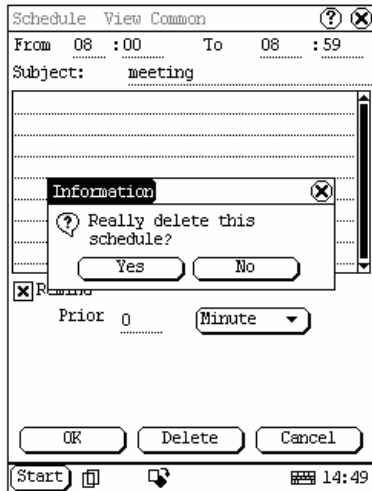 Schedule View Common
From 08 :00 To 08 :59
Subject: meeting
Information
Really delete this
schedule?
Yes No
Remind
Prior 0 Minute
OK Delete Cancel
Start 14:49